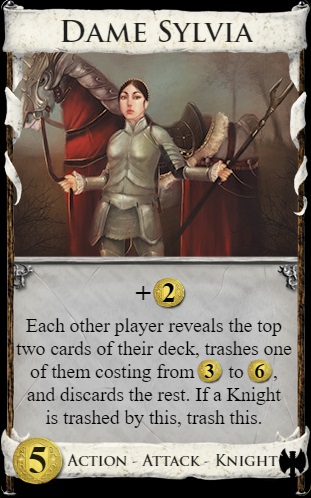 Dame Sylvia
+2
Each other player reveals the top
two cards of their deck, trashes one
of them costing from 3 to 6,
and discards the rest. If a Knight
is trashed by this, trash this.
5 Action - Attack - Knight